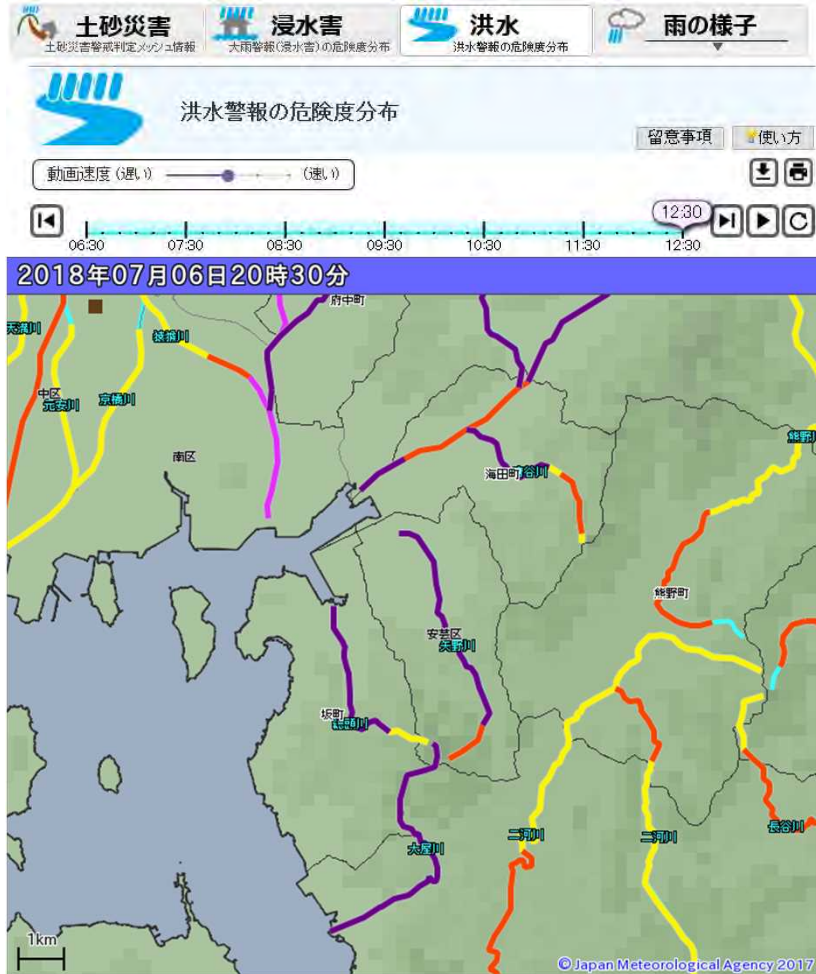 土砂災害
土砂災害警戒判定メッシュ情報
浸水害
大雨警報(浸水害)の危険度分布
洪水
洪水警報の危険度分布
雨の様子
▼
洪水警報の危険度分布
留意事項
使い方
動画速度 (遅い)
(速い)
12:30
06:30 07:30 08:30 09:30 10:30 11:30 12:30
2018年07月06日20時30分
府中町
天満川
猿猴川
中区
元安川
京橋川
熊野川
南区
海田町
熊野町
安芸区
矢野川
坂町
総頭川
大屋川
二河川
二河川
長谷川
1km
© Japan Meteorological Agency 2017